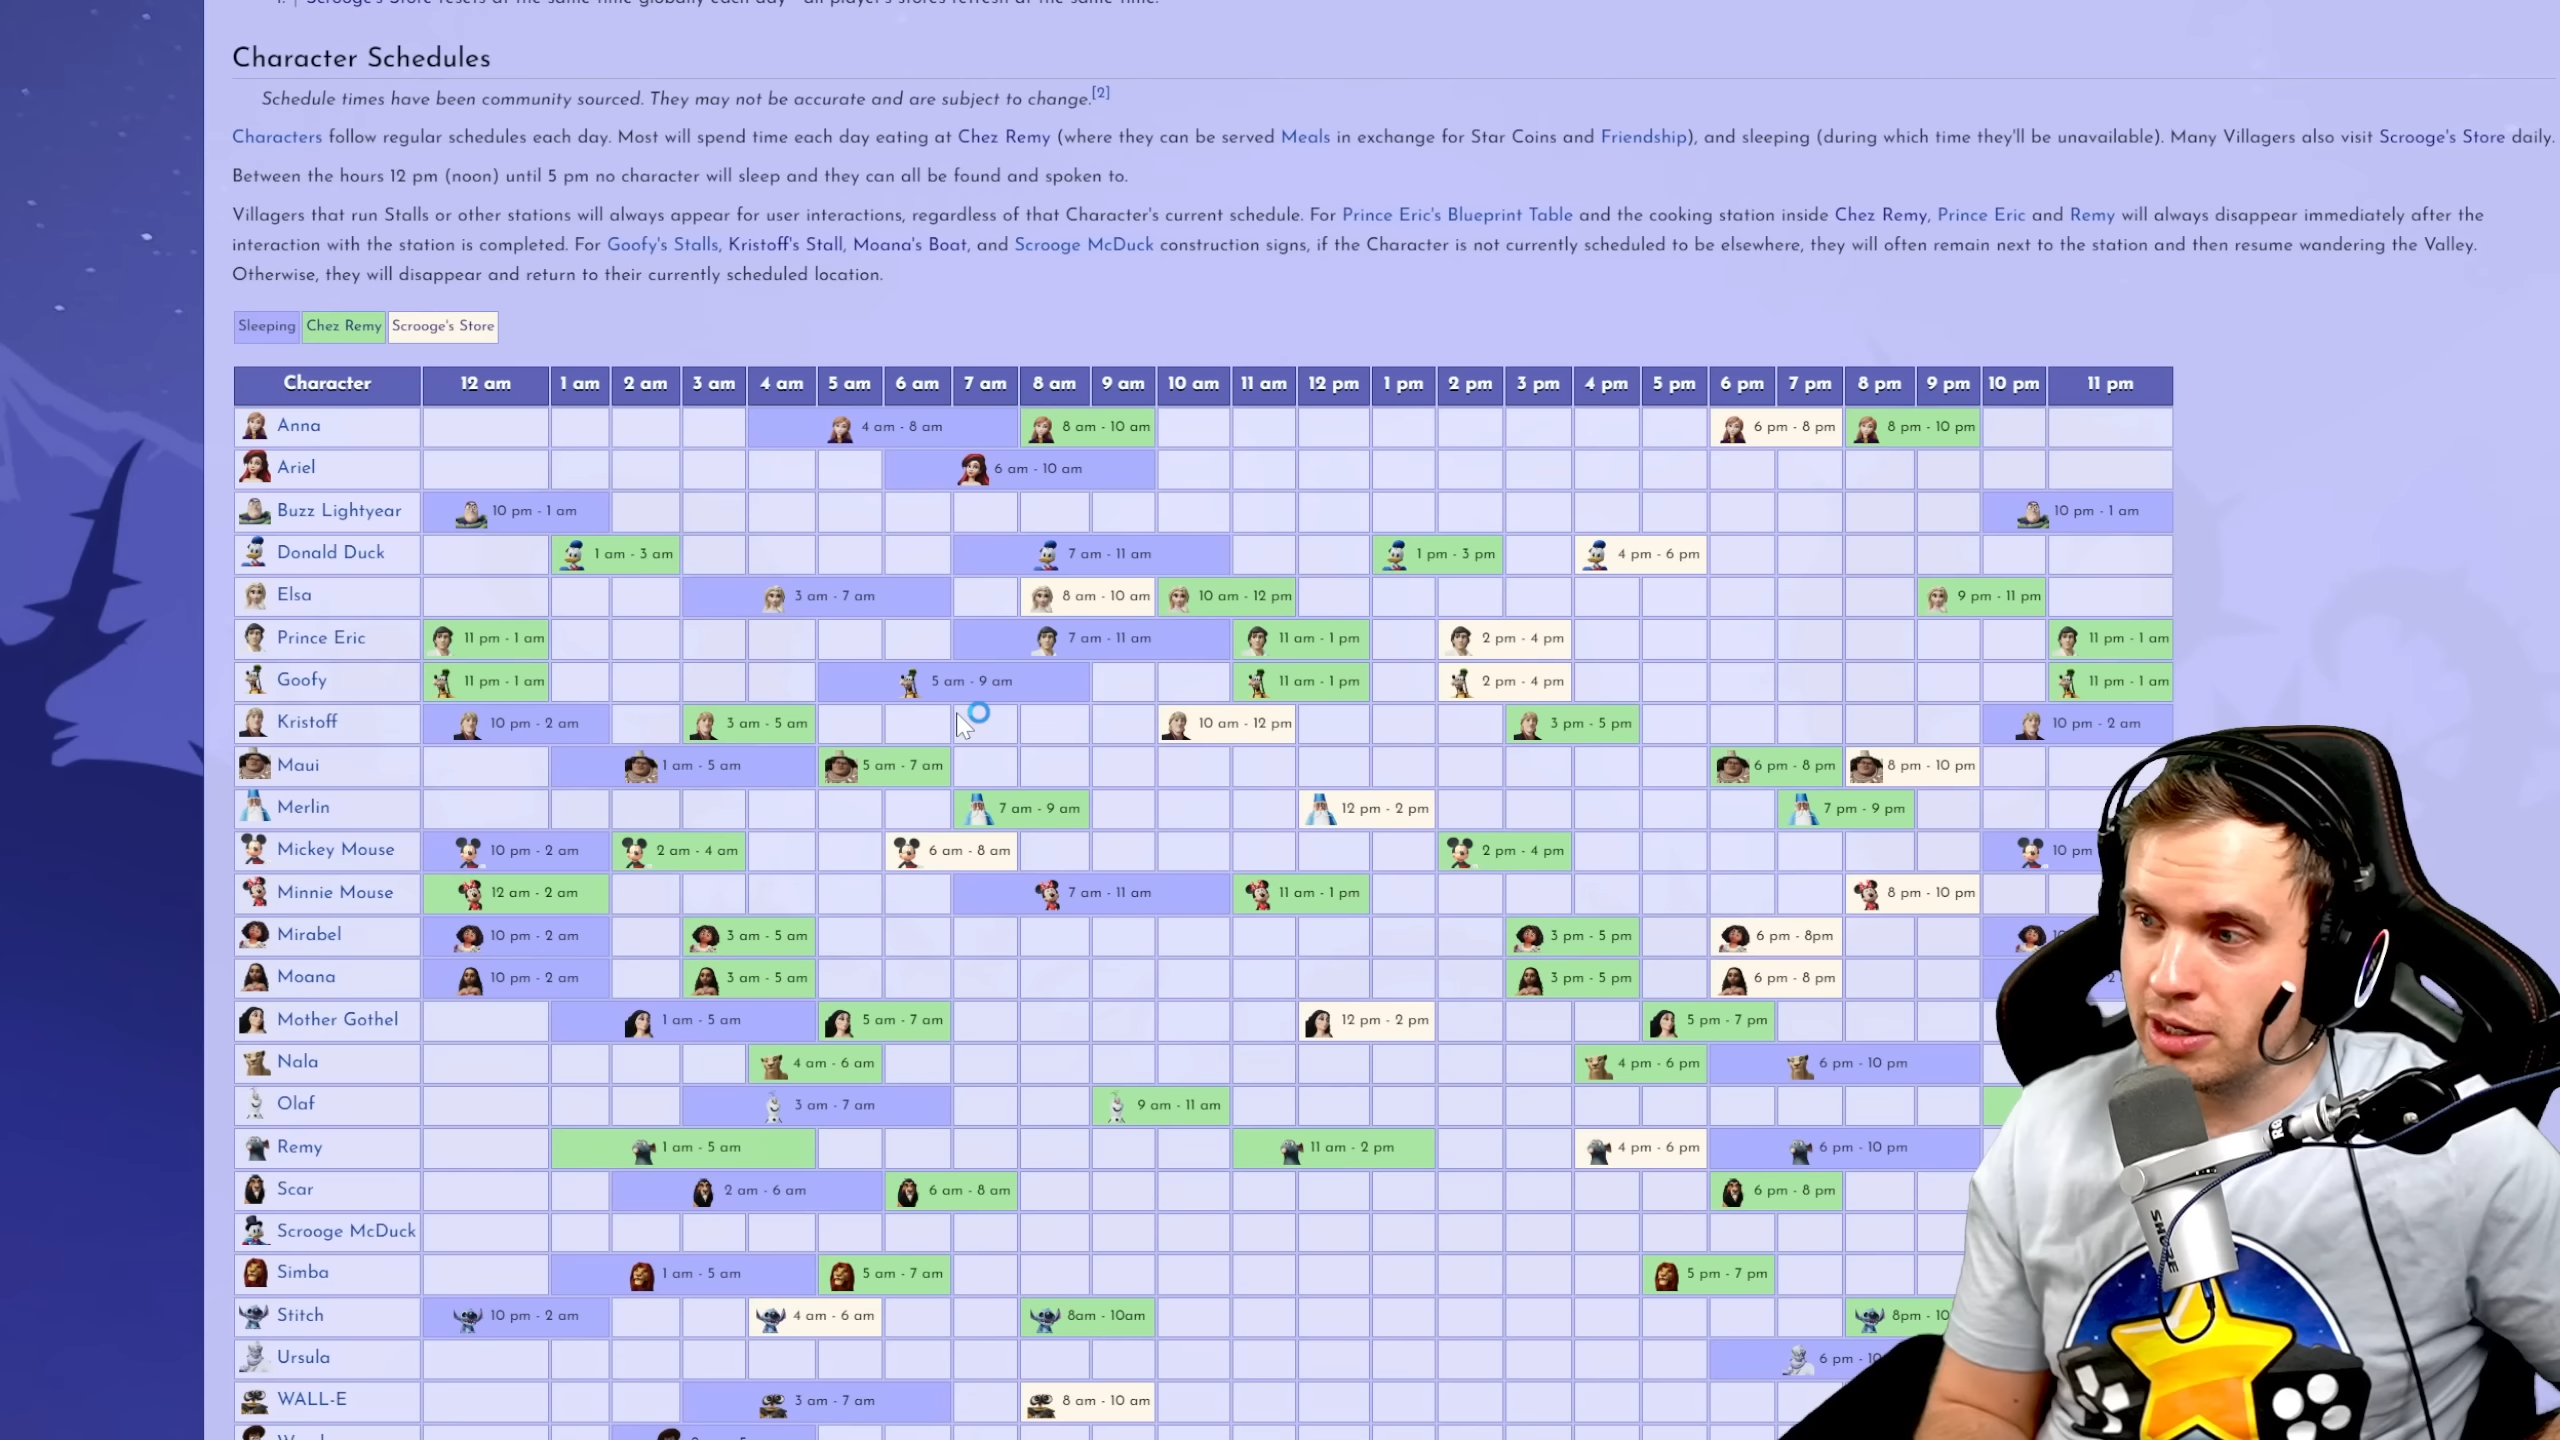 Scrooge's Store resets at the same time globally each day - all player's stores refresh at the same time.
Character Schedules
Schedule times have been community sourced. They may not be accurate and are subject to change.[2]
Characters follow regular schedules each day. Most will spend time each day eating at Chez Remy (where they can be served Meals in exchange for Star Coins and Friendship), and sleeping (during which time they'll be unavailable). Many Villagers also visit Scrooge's Store daily.
Between the hours 12 pm (noon) until 5 pm no character will sleep and they can all be found and spoken to.
Villagers that run Stalls or other stations will always appear for user interactions, regardless of that Character's current schedule. For Prince Eric's Blueprint Table and the cooking station inside Chez Remy, Prince Eric and Remy will always disappear immediately after the
interaction with the station is completed. For Goofy's Stalls, Kristoff's Stall, Moana's Boat, and Scrooge McDuck construction signs, if the Character is not currently scheduled to be elsewhere, they will often remain next to the station and then resume wandering the Valley.
Otherwise, they will disappear and return to their currently scheduled location.
Sleeping Chez Remy Scrooge's Store
Character 12 am 1 am 2 am 3 am 4 am 5 am 6 am 7 am 8 am 9 am 10 am 11 am 12 pm 1 pm 2 pm 3 pm 4 pm 5 pm 6 pm 7 pm 8 pm 9 pm 10 pm 11 pm
Anna 4 am - 8 am 8 am - 10 am 6 pm - 8 pm 8 pm - 10 pm
Ariel 6 am - 10 am
Buzz Lightyear 10 pm - 1 am 10 pm - 1 am
Donald Duck 1 am - 3 am 7 am - 11 am 1 pm - 3 pm 4 pm - 6 pm
Elsa 3 am - 7 am 8 am - 10 am 10 am - 12 pm 9 pm - 11 pm
Prince Eric 11 pm - 1 am 7 am - 11 am 11 am - 1 pm 2 pm - 4 pm 11 pm - 1 am
Goofy 11 pm - 1 am 5 am - 9 am 11 am - 1 pm 2 pm - 4 pm 11 pm - 1 am
Kristoff 10 pm - 2 am 3 am - 5 am 10 am - 12 pm 3 pm - 5 pm 10 pm - 2 am
Maui 1 am - 5 am 5 am - 7 am 6 pm - 8 pm 8 pm - 10 pm
Merlin 7 am - 9 am 12 pm - 2 pm 7 pm - 9 pm
Mickey Mouse 10 pm - 2 am 2 am - 4 am 6 am - 8 am 2 pm - 4 pm 10 pm
Minnie Mouse 12 am - 2 am 7 am - 11 am 11 am - 1 pm 8 pm - 10 pm
Mirabel 10 pm - 2 am 3 am - 5 am 3 pm - 5 pm 6 pm - 8pm
Moana 10 pm - 2 am 3 am - 5 am 3 pm - 5 pm 6 pm - 8 pm
Mother Gothel 1 am - 5 am 5 am - 7 am 12 pm - 2 pm 5 pm - 7 pm
Nala 4 am - 6 am 4 pm - 6 pm 6 pm - 10 pm
Olaf 3 am - 7 am 9 am - 11 am
Remy 1 am - 5 am 11 am - 2 pm 4 pm - 6 pm 6 pm - 10 pm
Scar 2 am - 6 am 6 am - 8 am 6 pm - 8 pm
Scrooge McDuck
Simba 1 am - 5 am 5 am - 7 am 5 pm - 7 pm
Stitch 10 pm - 2 am 4 am - 6 am 8am - 10am 8pm - 10
Ursula 6 pm - 10
WALL-E 3 am - 7 am 8 am - 10 am
SHURE